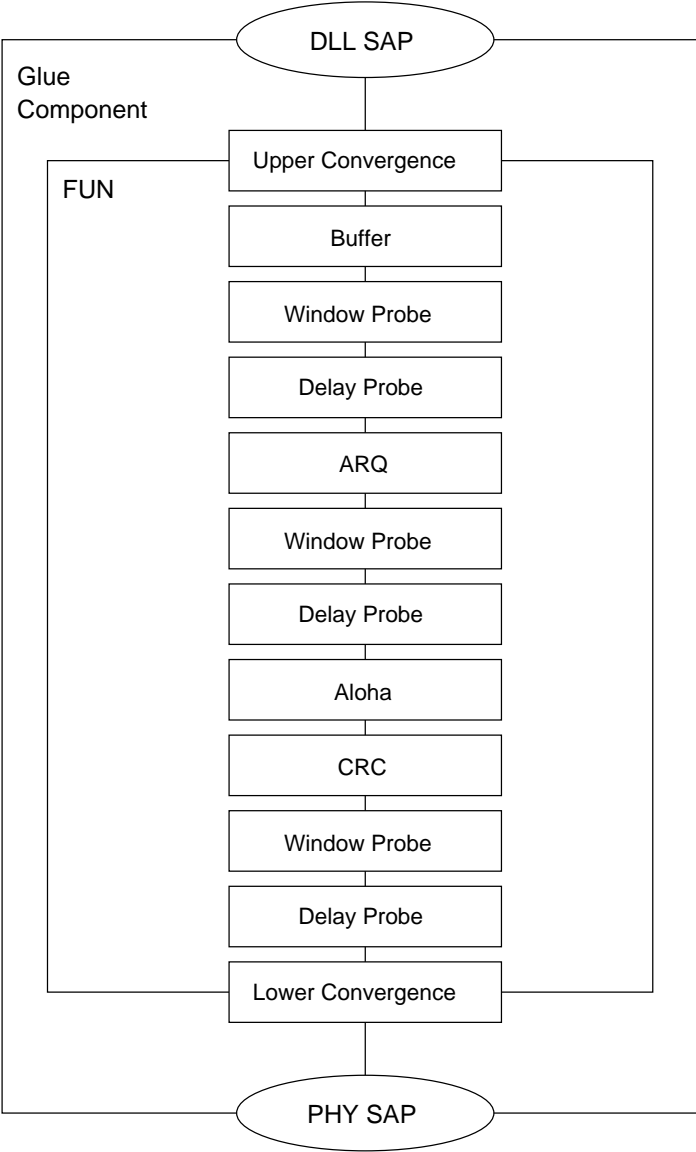 DLL SAP
Glue
Component
Upper Convergence
FUN
Buffer
Window Probe
Delay Probe
ARQ
Window Probe
Delay Probe
Aloha
CRC
Window Probe
Delay Probe
Lower Convergence
PHY SAP